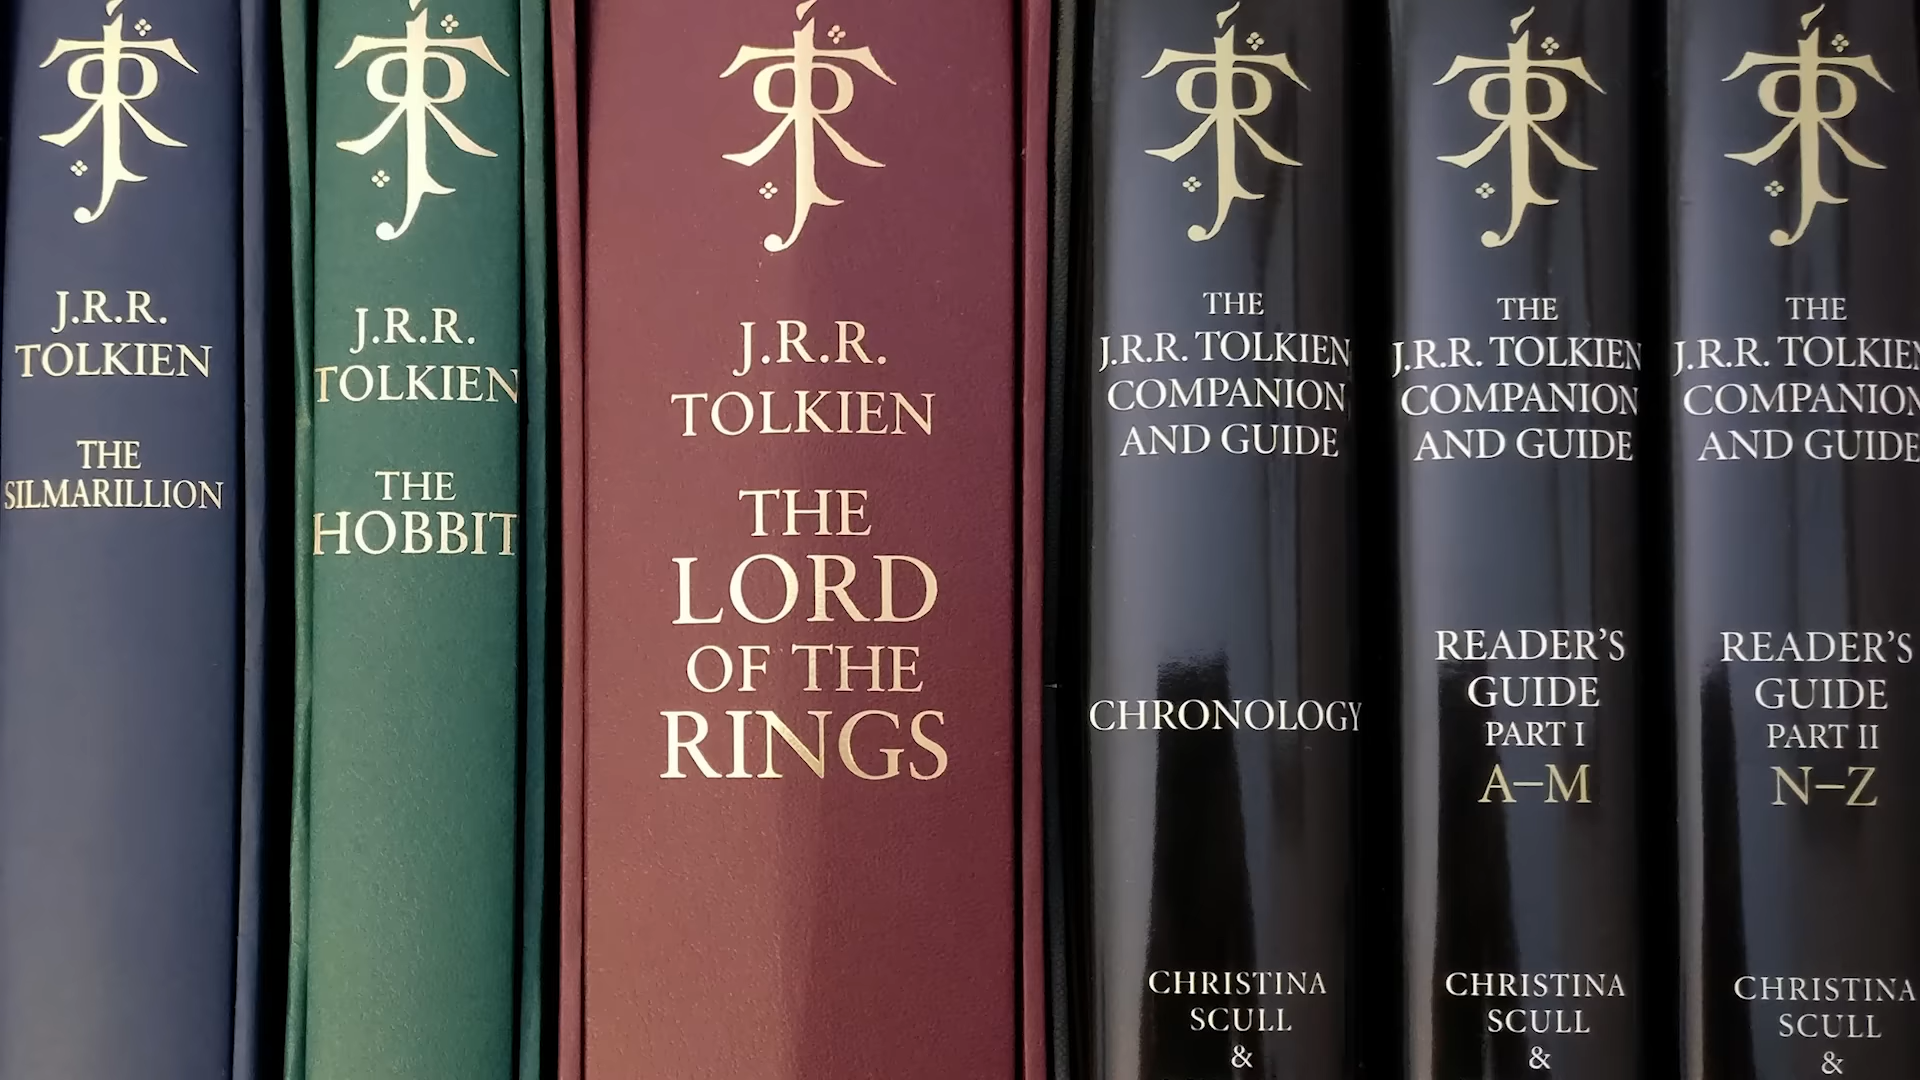 J.R.R.
TOLKIEN
THE
SILMARILLION
J.R.R.
TOLKIEN
THE
HOBBIT
J.R.R.
TOLKIEN
THE
LORD
OF THE
RINGS
THE
J.R.R. TOLKIEN
COMPANION
AND GUIDE
CHRONOLOGY
CHRISTINA
SCULL
&
THE
J.R.R. TOLKIEN
COMPANION
AND GUIDE
READER'S
GUIDE
PART I
A–M
CHRISTINA
SCULL
&
THE
J.R.R. TOLKIEN
COMPANION
AND GUIDE
READER'S
GUIDE
PART II
N–Z
CHRISTINA
SCULL
&